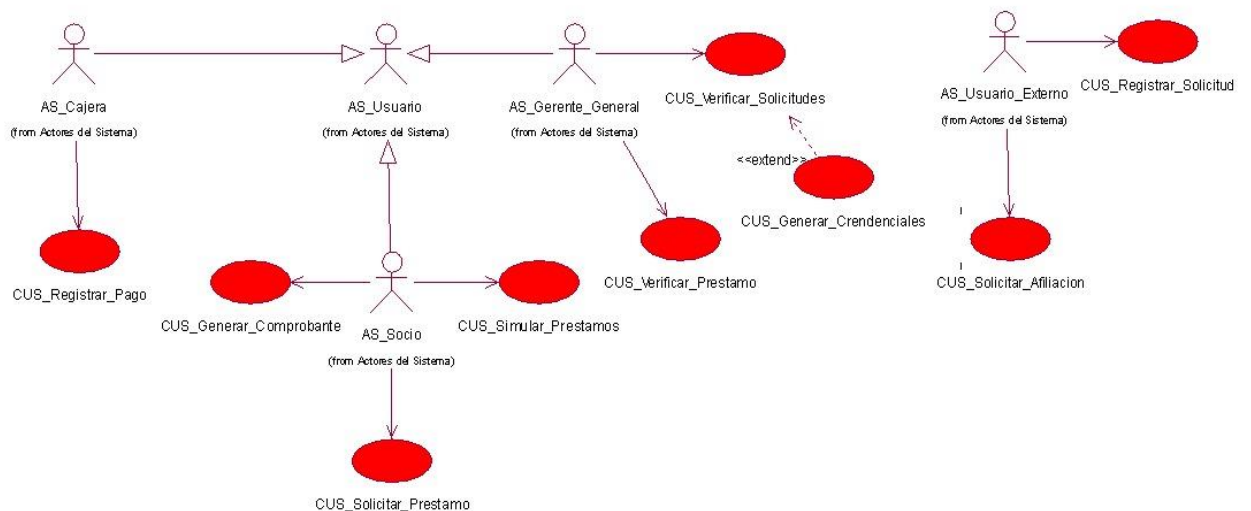 AS_Cajera
(from Actores del Sistema)
AS_Usuario
(from Actores del Sistema)
AS_Gerente_General
(from Actores del Sistema)
CUS_Verificar_Solicitudes
AS_Usuario_Externo
(from Actores del Sistema)
CUS_Registrar_Solicitud
<<extend>>
CUS_Generar_Crendenciales
CUS_Registrar_Pago
CUS_Generar_Comprobante
AS_Socio
(from Actores del Sistema)
CUS_Simular_Prestamos
CUS_Verificar_Prestamo
CUS_Solicitar_Afiliacion
CUS_Solicitar_Prestamo